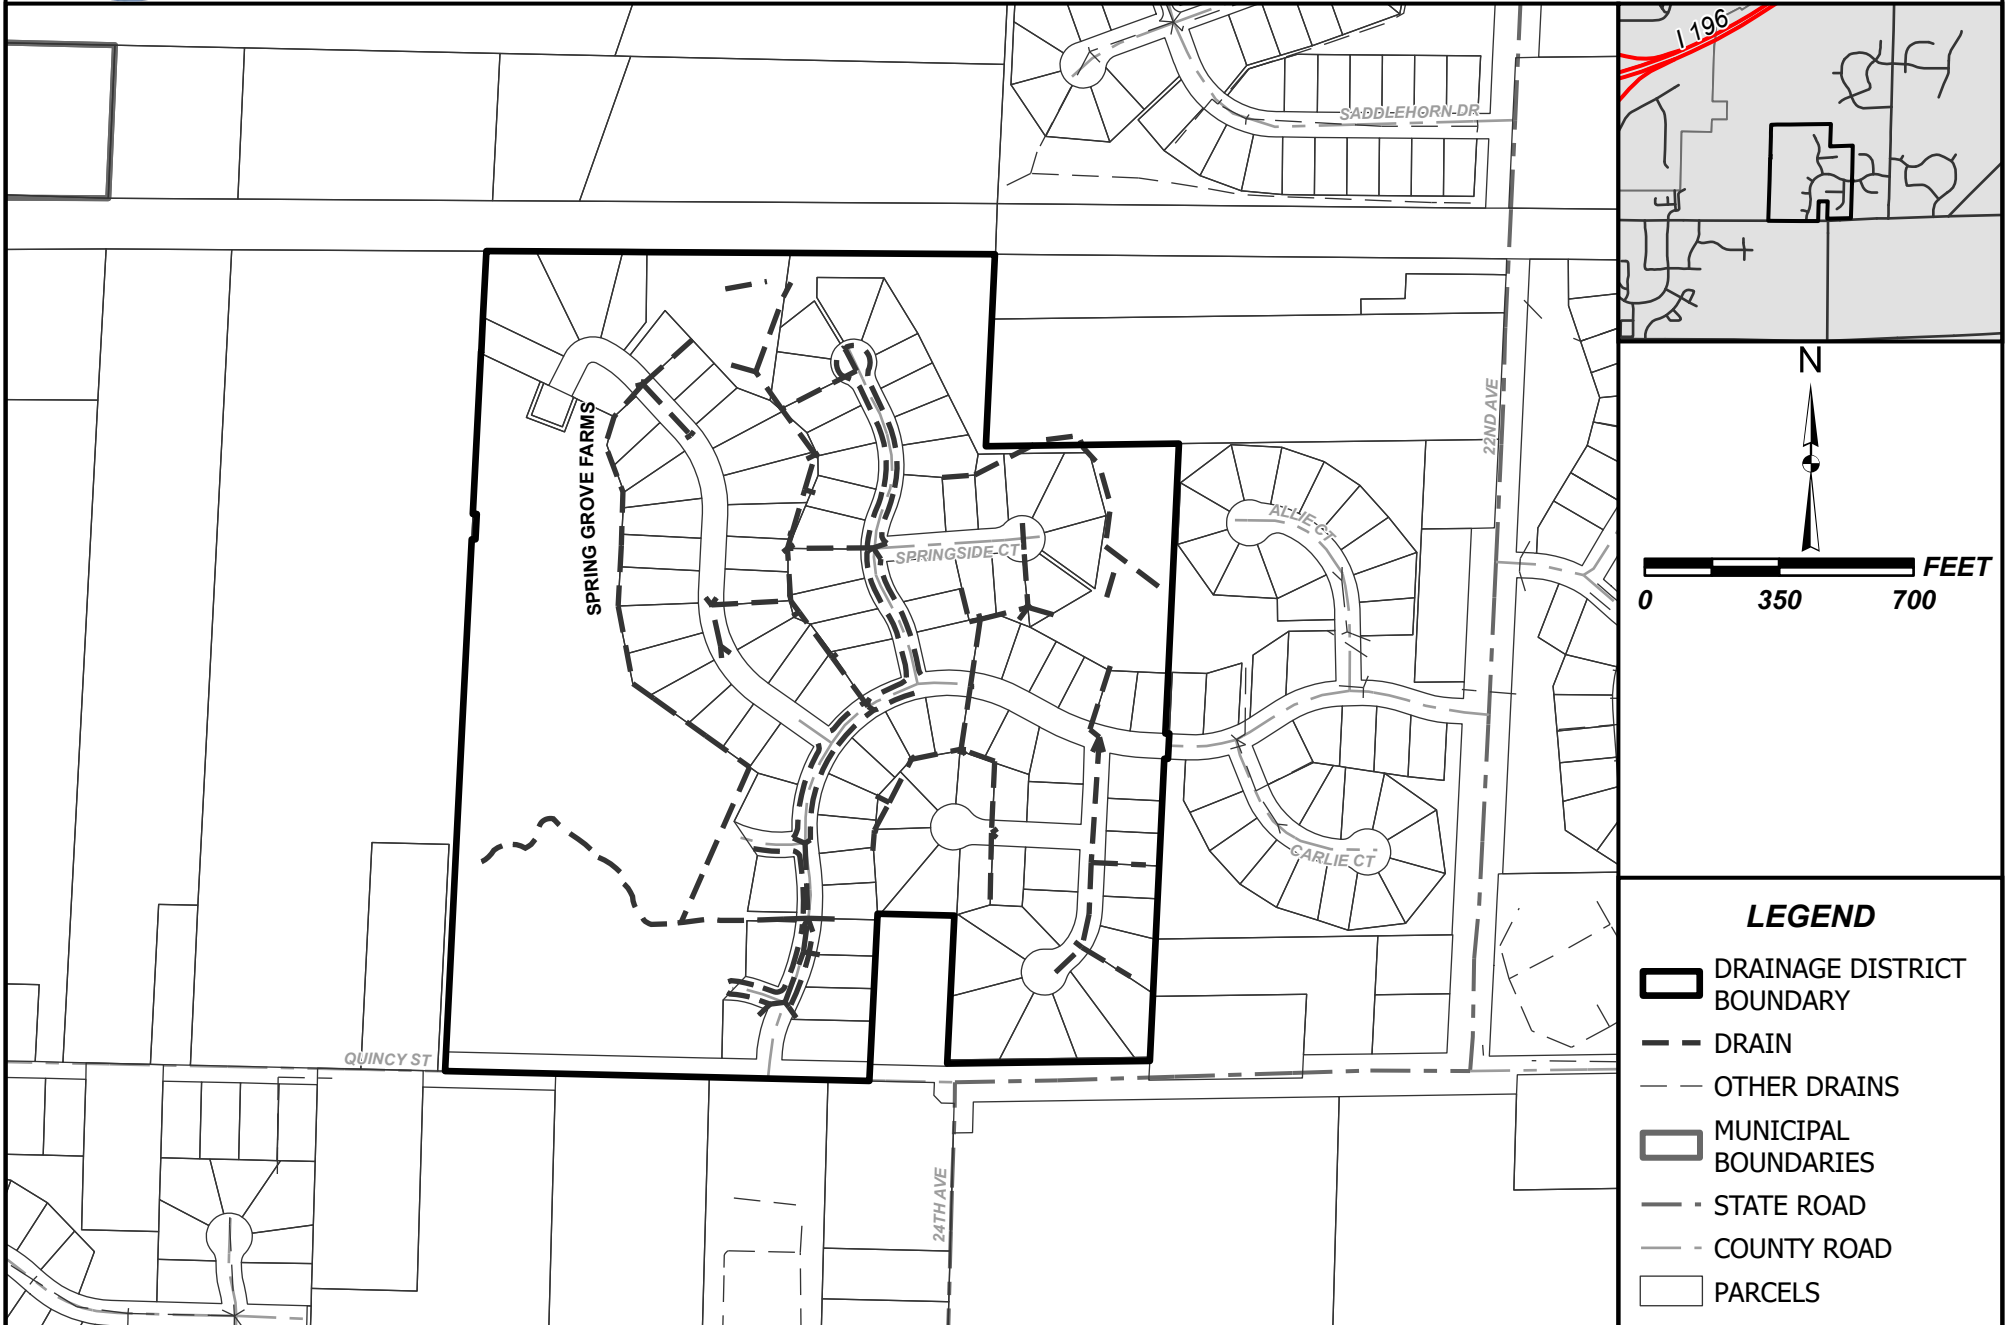 SADDLEHORN DR
SPRING GROVE FARMS
SPRINGSIDE CT
ALLIE CT
22ND AVE
CARLIE CT
QUINCY ST
24TH AVE
I 196
N
FEET
0 350 700
LEGEND
DRAINAGE DISTRICT
BOUNDARY
DRAIN
OTHER DRAINS
MUNICIPAL
BOUNDARIES
STATE ROAD
COUNTY ROAD
PARCELS